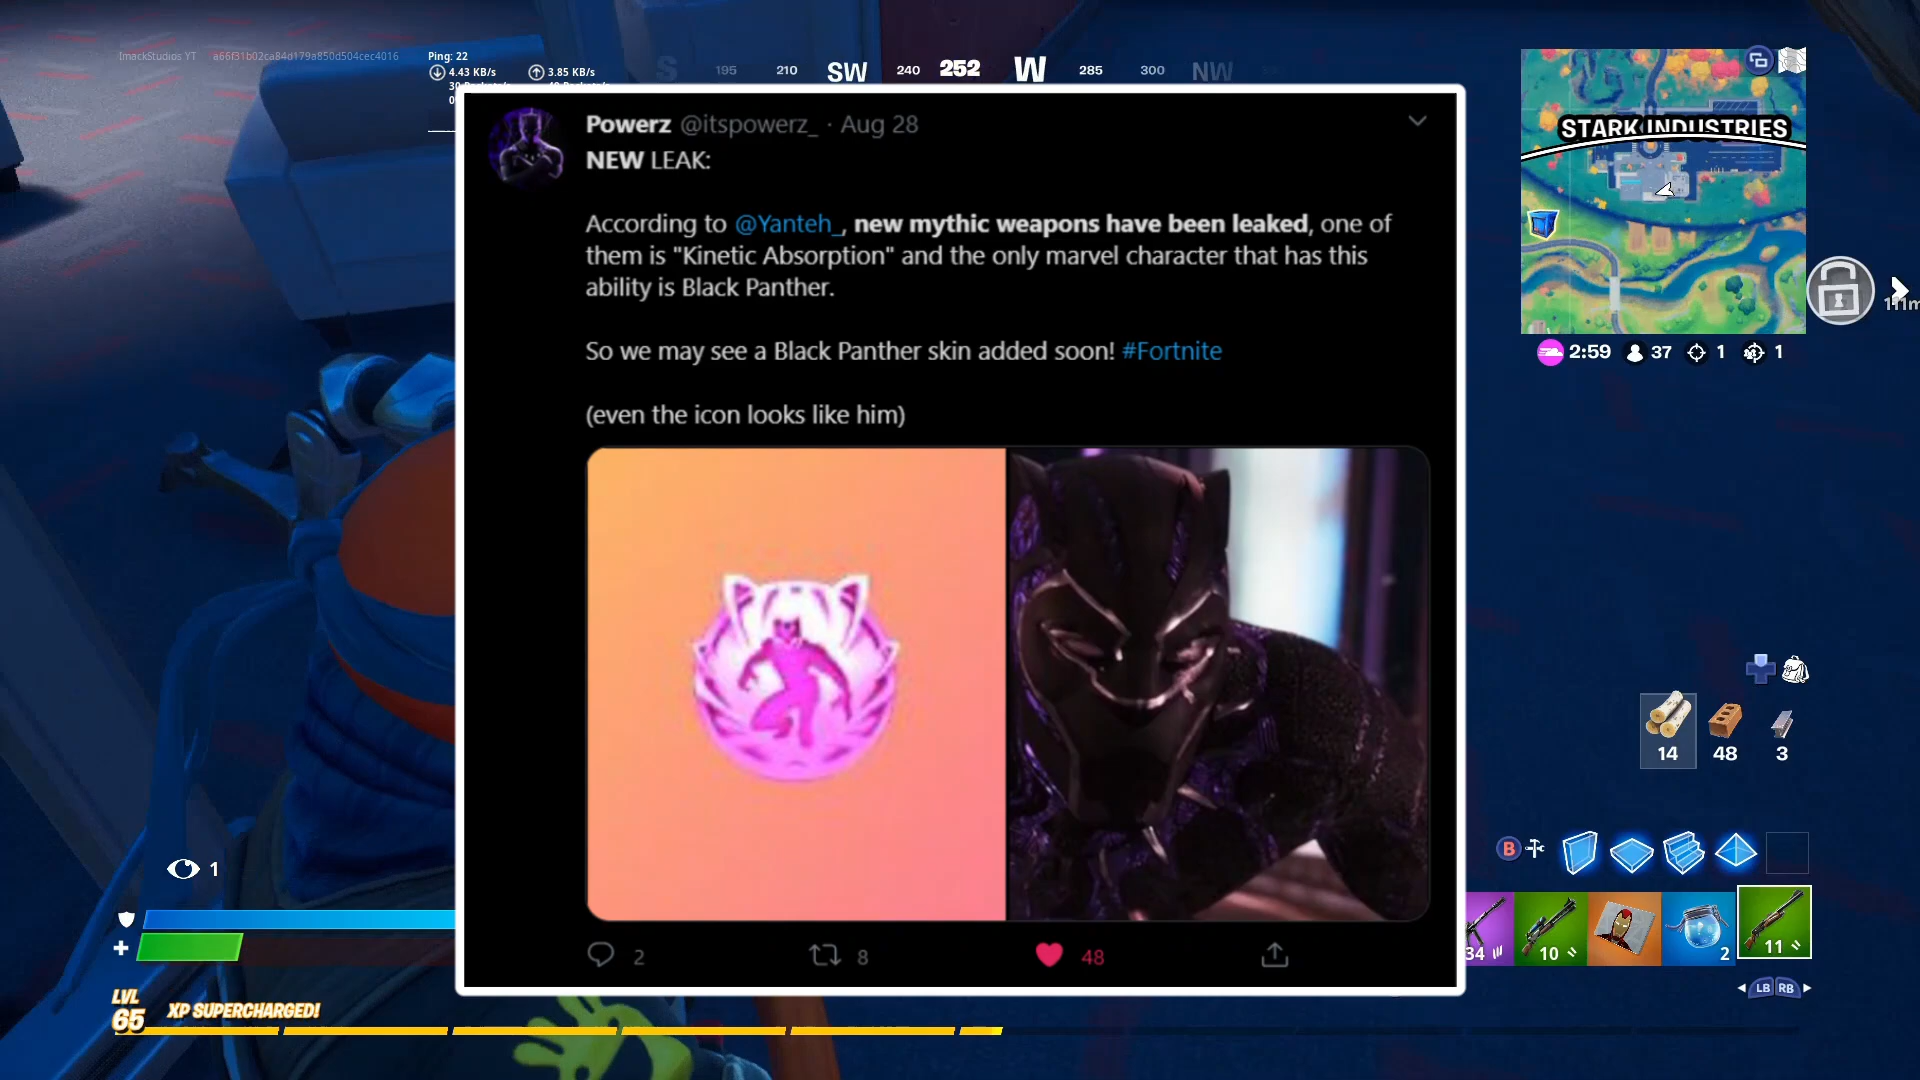 ImackStudios YT a66f31b02ca84d179a850d504cec4016
Ping: 22
4.43 KB/s 3.85 KB/s
S 195 210 SW 240 252 W 285 300 NW
STARK INDUSTRIES
111m
2:59 37 1 1
Powerz @itspowerz_ · Aug 28
NEW LEAK:
According to @Yanteh_, new mythic weapons have been leaked, one of
them is "Kinetic Absorption" and the only marvel character that has this
ability is Black Panther.
So we may see a Black Panther skin added soon! #Fortnite
(even the icon looks like him)
2 8 48
14 48 3
1
B
34 10 2 11
LB RB
LVL
65 XP SUPERCHARGED!